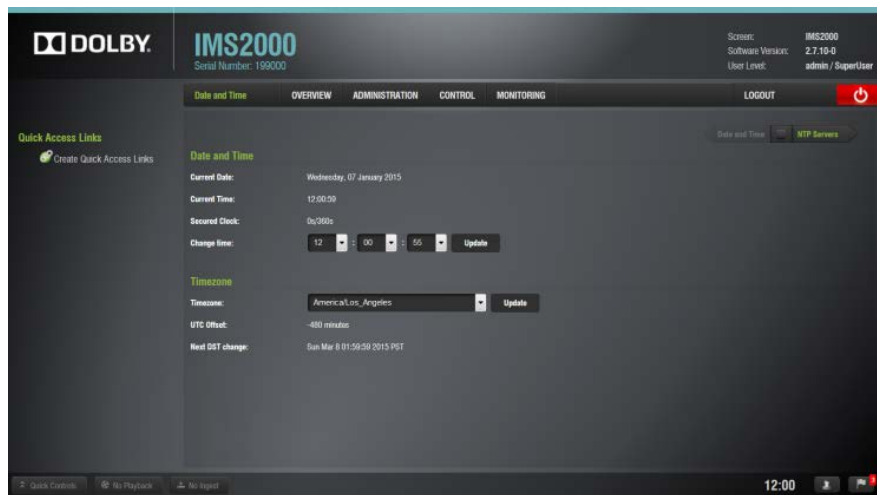 DOLBY.
IMS2000
Serial Number: 199000
Screen: IMS2000
Software Version: 2.7.10-0
User Level: admin / SuperUser
Date and Time OVERVIEW ADMINISTRATION CONTROL MONITORING LOGOUT
Date and Time NTP Servers
Quick Access Links
Create Quick Access Links
Date and Time
Current Date: Wednesday, 07 January 2015
Current Time: 12:00:59
Secured Clock: 0s/360s
Change time: 12 : 00 : 55 Update
Timezone
Timezone: America/Los_Angeles Update
UTC Offset: -480 minutes
Next DST change: Sun Mar 8 01:59:59 2015 PST
Quick Controls No Playback No Ingest 12:00 3